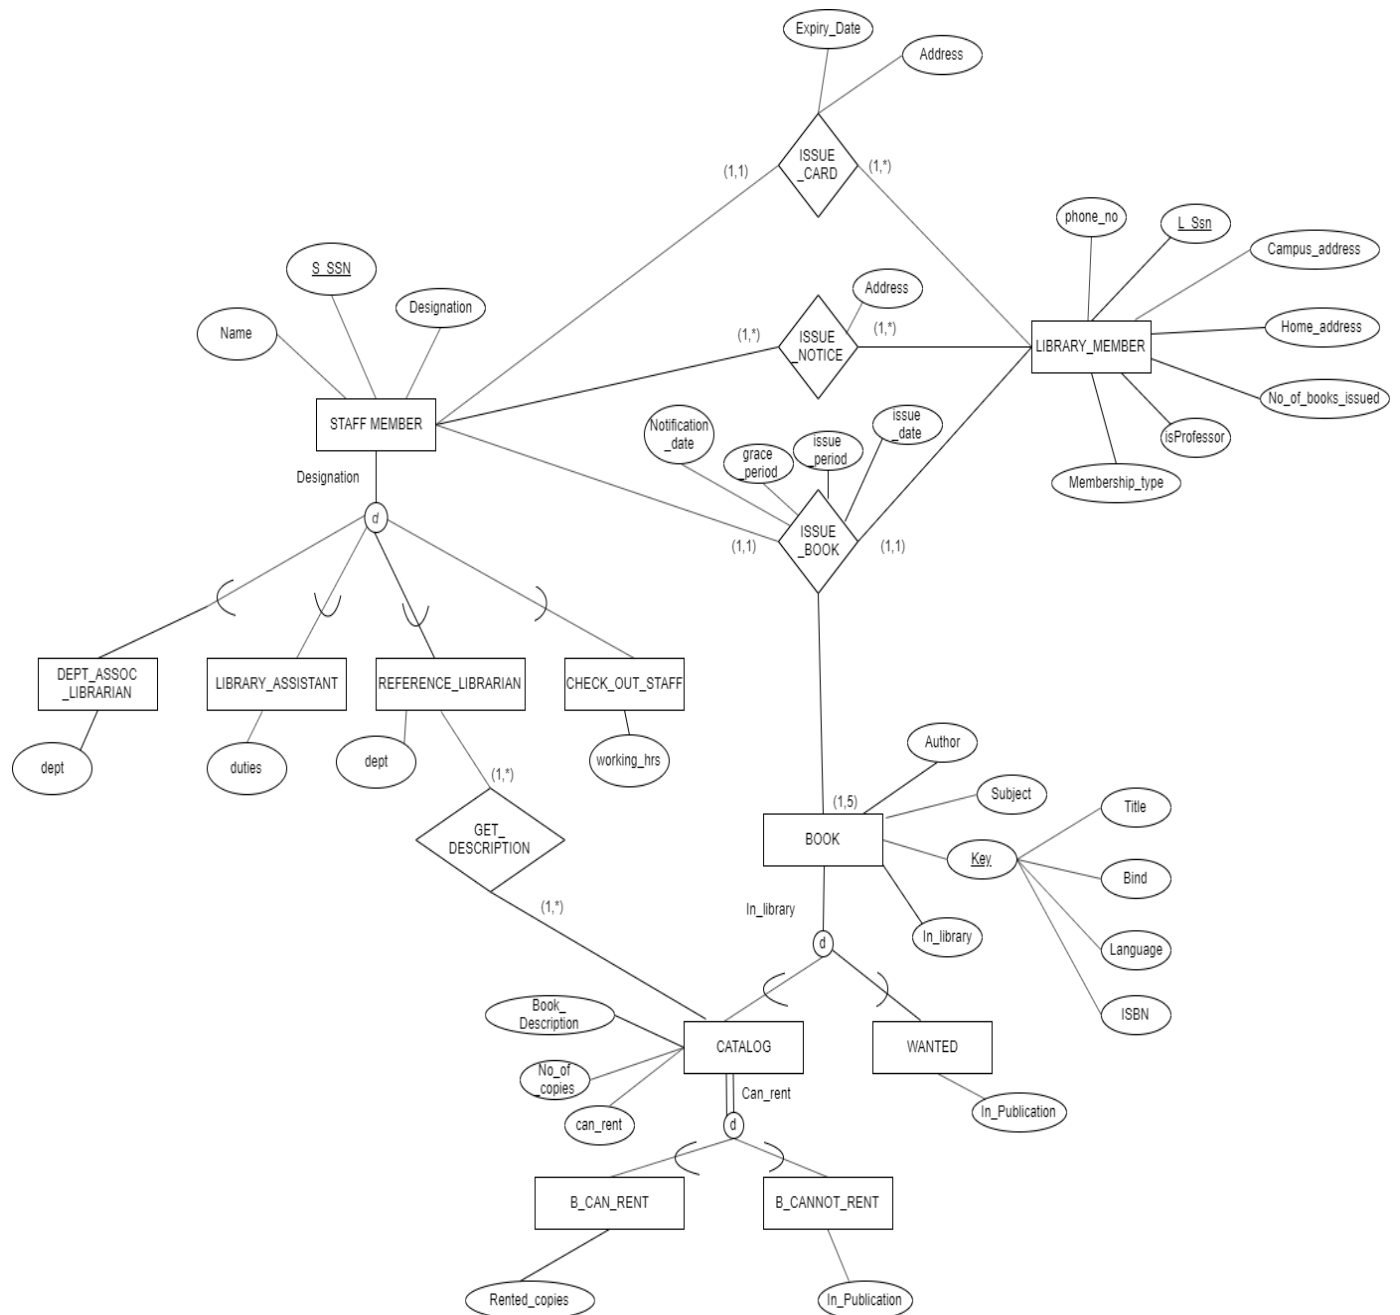 Expiry_Date
Address
ISSUE
_CARD
(1,1)
(1,*)
phone_no
L_Ssn
Campus_address
S_SSN
Designation
Name
Address
(1,*)
ISSUE
_NOTICE
(1,*)
LIBRARY_MEMBER
Home_address
No_of_books_issued
isProfessor
Membership_type
STAFF MEMBER
Designation
d
Notification
_date
grace
_period
issue
_period
issue
_date
ISSUE
_BOOK
(1,1)
(1,1)
DEPT_ASSOC
_LIBRARIAN
LIBRARY_ASSISTANT
REFERENCE_LIBRARIAN
CHECK_OUT_STAFF
dept
duties
dept
working_hrs
(1,*)
GET_
DESCRIPTION
(1,*)
Author
Subject
(1,5)
BOOK
Key
Title
Bind
Language
ISBN
In_library
In_library
d
Book_
Description
No_of
_copies
can_rent
CATALOG
WANTED
Can_rent
In_Publication
d
B_CAN_RENT
B_CANNOT_RENT
Rented_copies
In_Publication